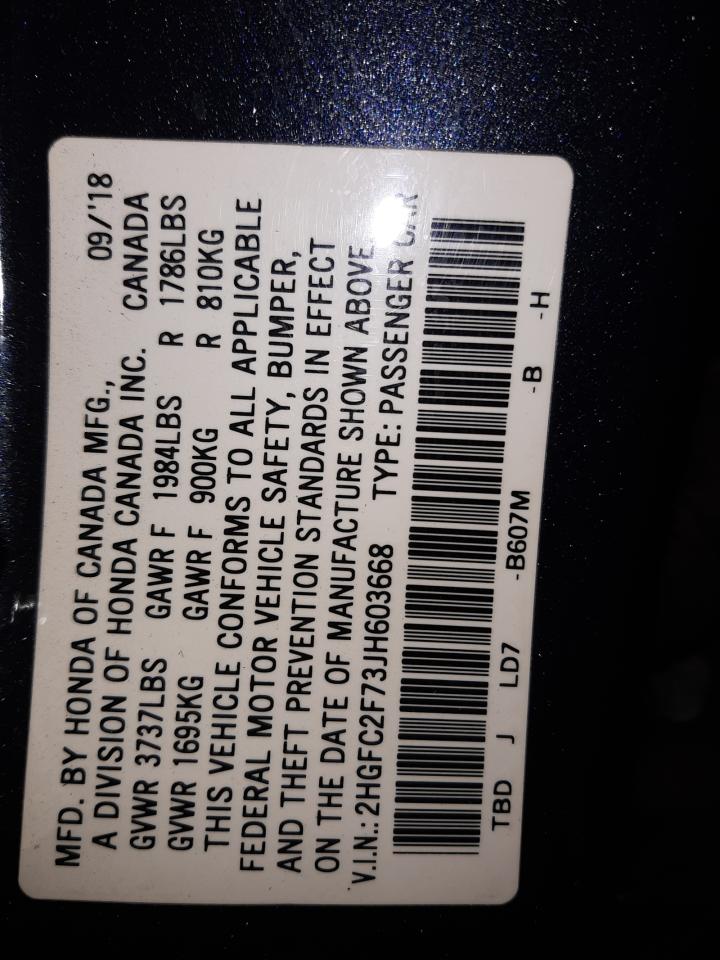 MFD. BY HONDA OF CANADA MFG., 09/'18
A DIVISION OF HONDA CANADA INC. CANADA
GVWR 3737LBS GAWR F 1984LBS R 1786LBS
GVWR 1695KG GAWR F 900KG R 810KG
THIS VEHICLE CONFORMS TO ALL APPLICABLE
FEDERAL MOTOR VEHICLE SAFETY, BUMPER,
AND THEFT PREVENTION STANDARDS IN EFFECT
ON THE DATE OF MANUFACTURE SHOWN ABOVE.
V.I.N.: 2HGFC2F73JH603668 TYPE: PASSENGER CAR
TBD J LD7 -B607M -B -H